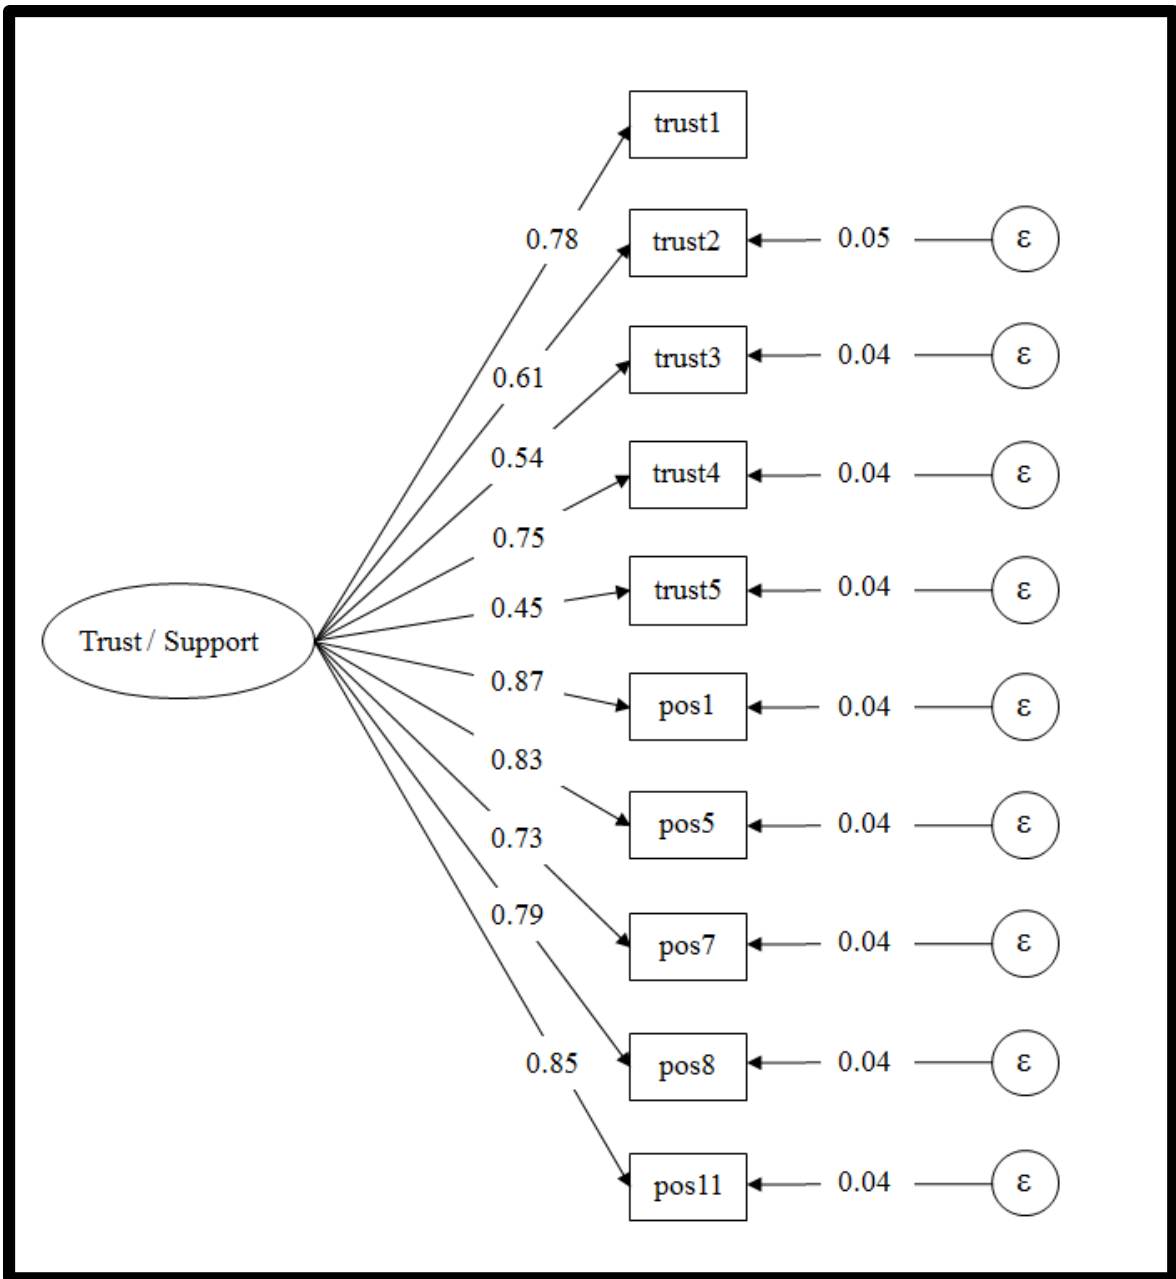 trust1
0.78
trust2
0.05
ε
0.61
trust3
0.04
ε
0.54
trust4
0.04
ε
0.75
trust5
0.04
ε
0.45
Trust / Support
0.87
pos1
0.04
ε
0.83
pos5
0.04
ε
0.73
pos7
0.04
ε
0.79
pos8
0.04
ε
0.85
pos11
0.04
ε